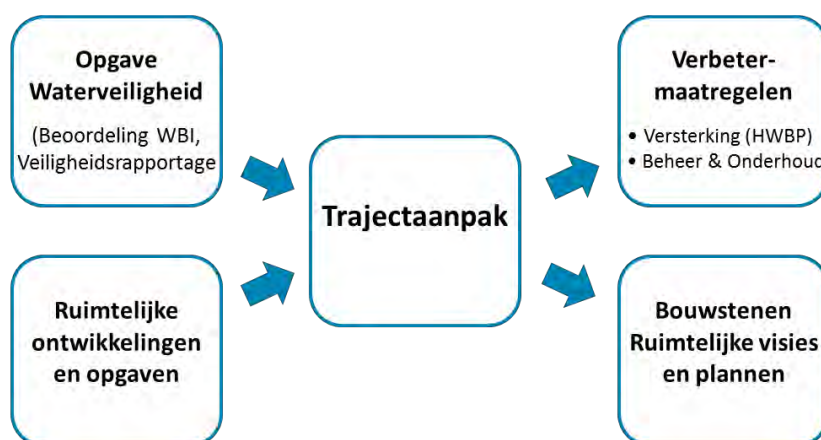 Opgave
Waterveiligheid
(Beoordeling WBI,
Veiligheidsrapportage
Ruimtelijke
ontwikkelingen
en opgaven
Trajectaanpak
Verbeter-
maatregelen
• Versterking (HWBP)
• Beheer & Onderhoud
Bouwstenen
Ruimtelijke visies
en plannen